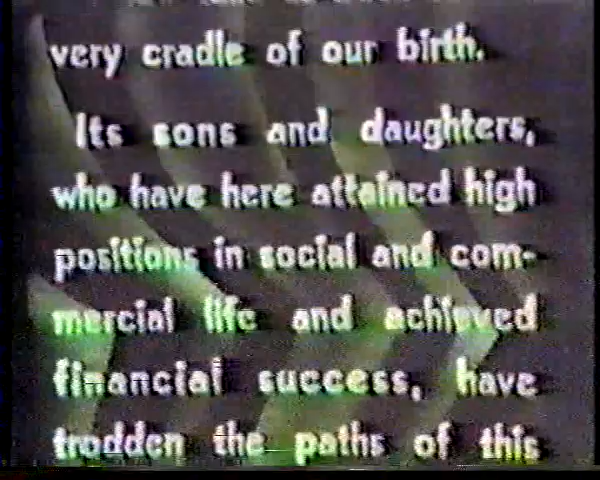 very cradle of our birth.
Its sons and daughters,
who have here attained high
positions in social and com-
mercial life and achieved
financial success, have
trodden the paths of this